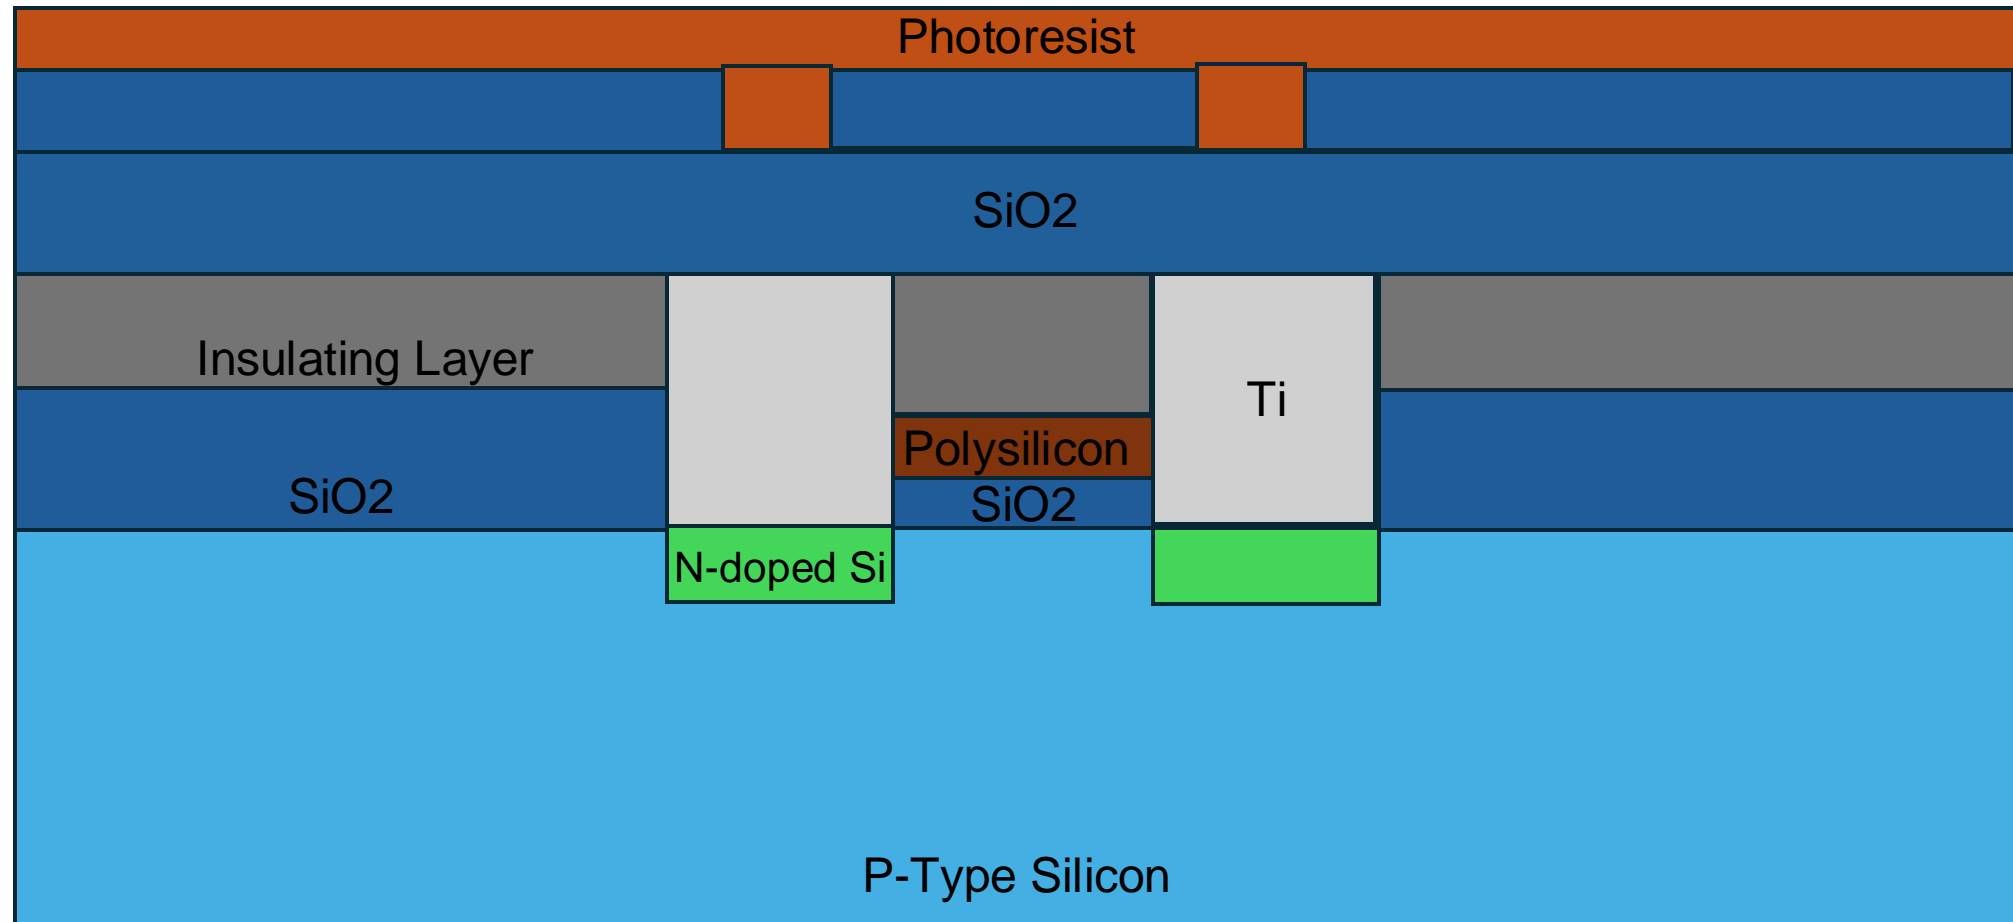 Photoresist
SiO2
Insulating Layer
Ti
Polysilicon
SiO2
SiO2
N-doped Si
P-Type Silicon